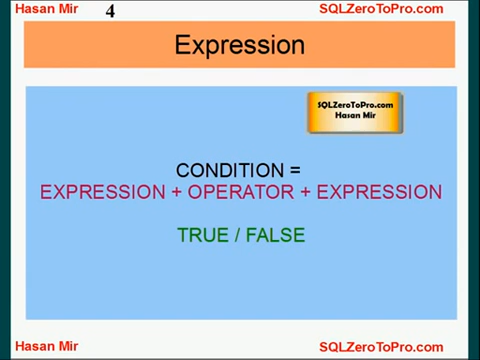 Hasan Mir 4 SQLZeroToPro.com
Expression
SQLZeroToPro.com
Hasan Mir
CONDITION =
EXPRESSION + OPERATOR + EXPRESSION
TRUE / FALSE
Hasan Mir SQLZeroToPro.com